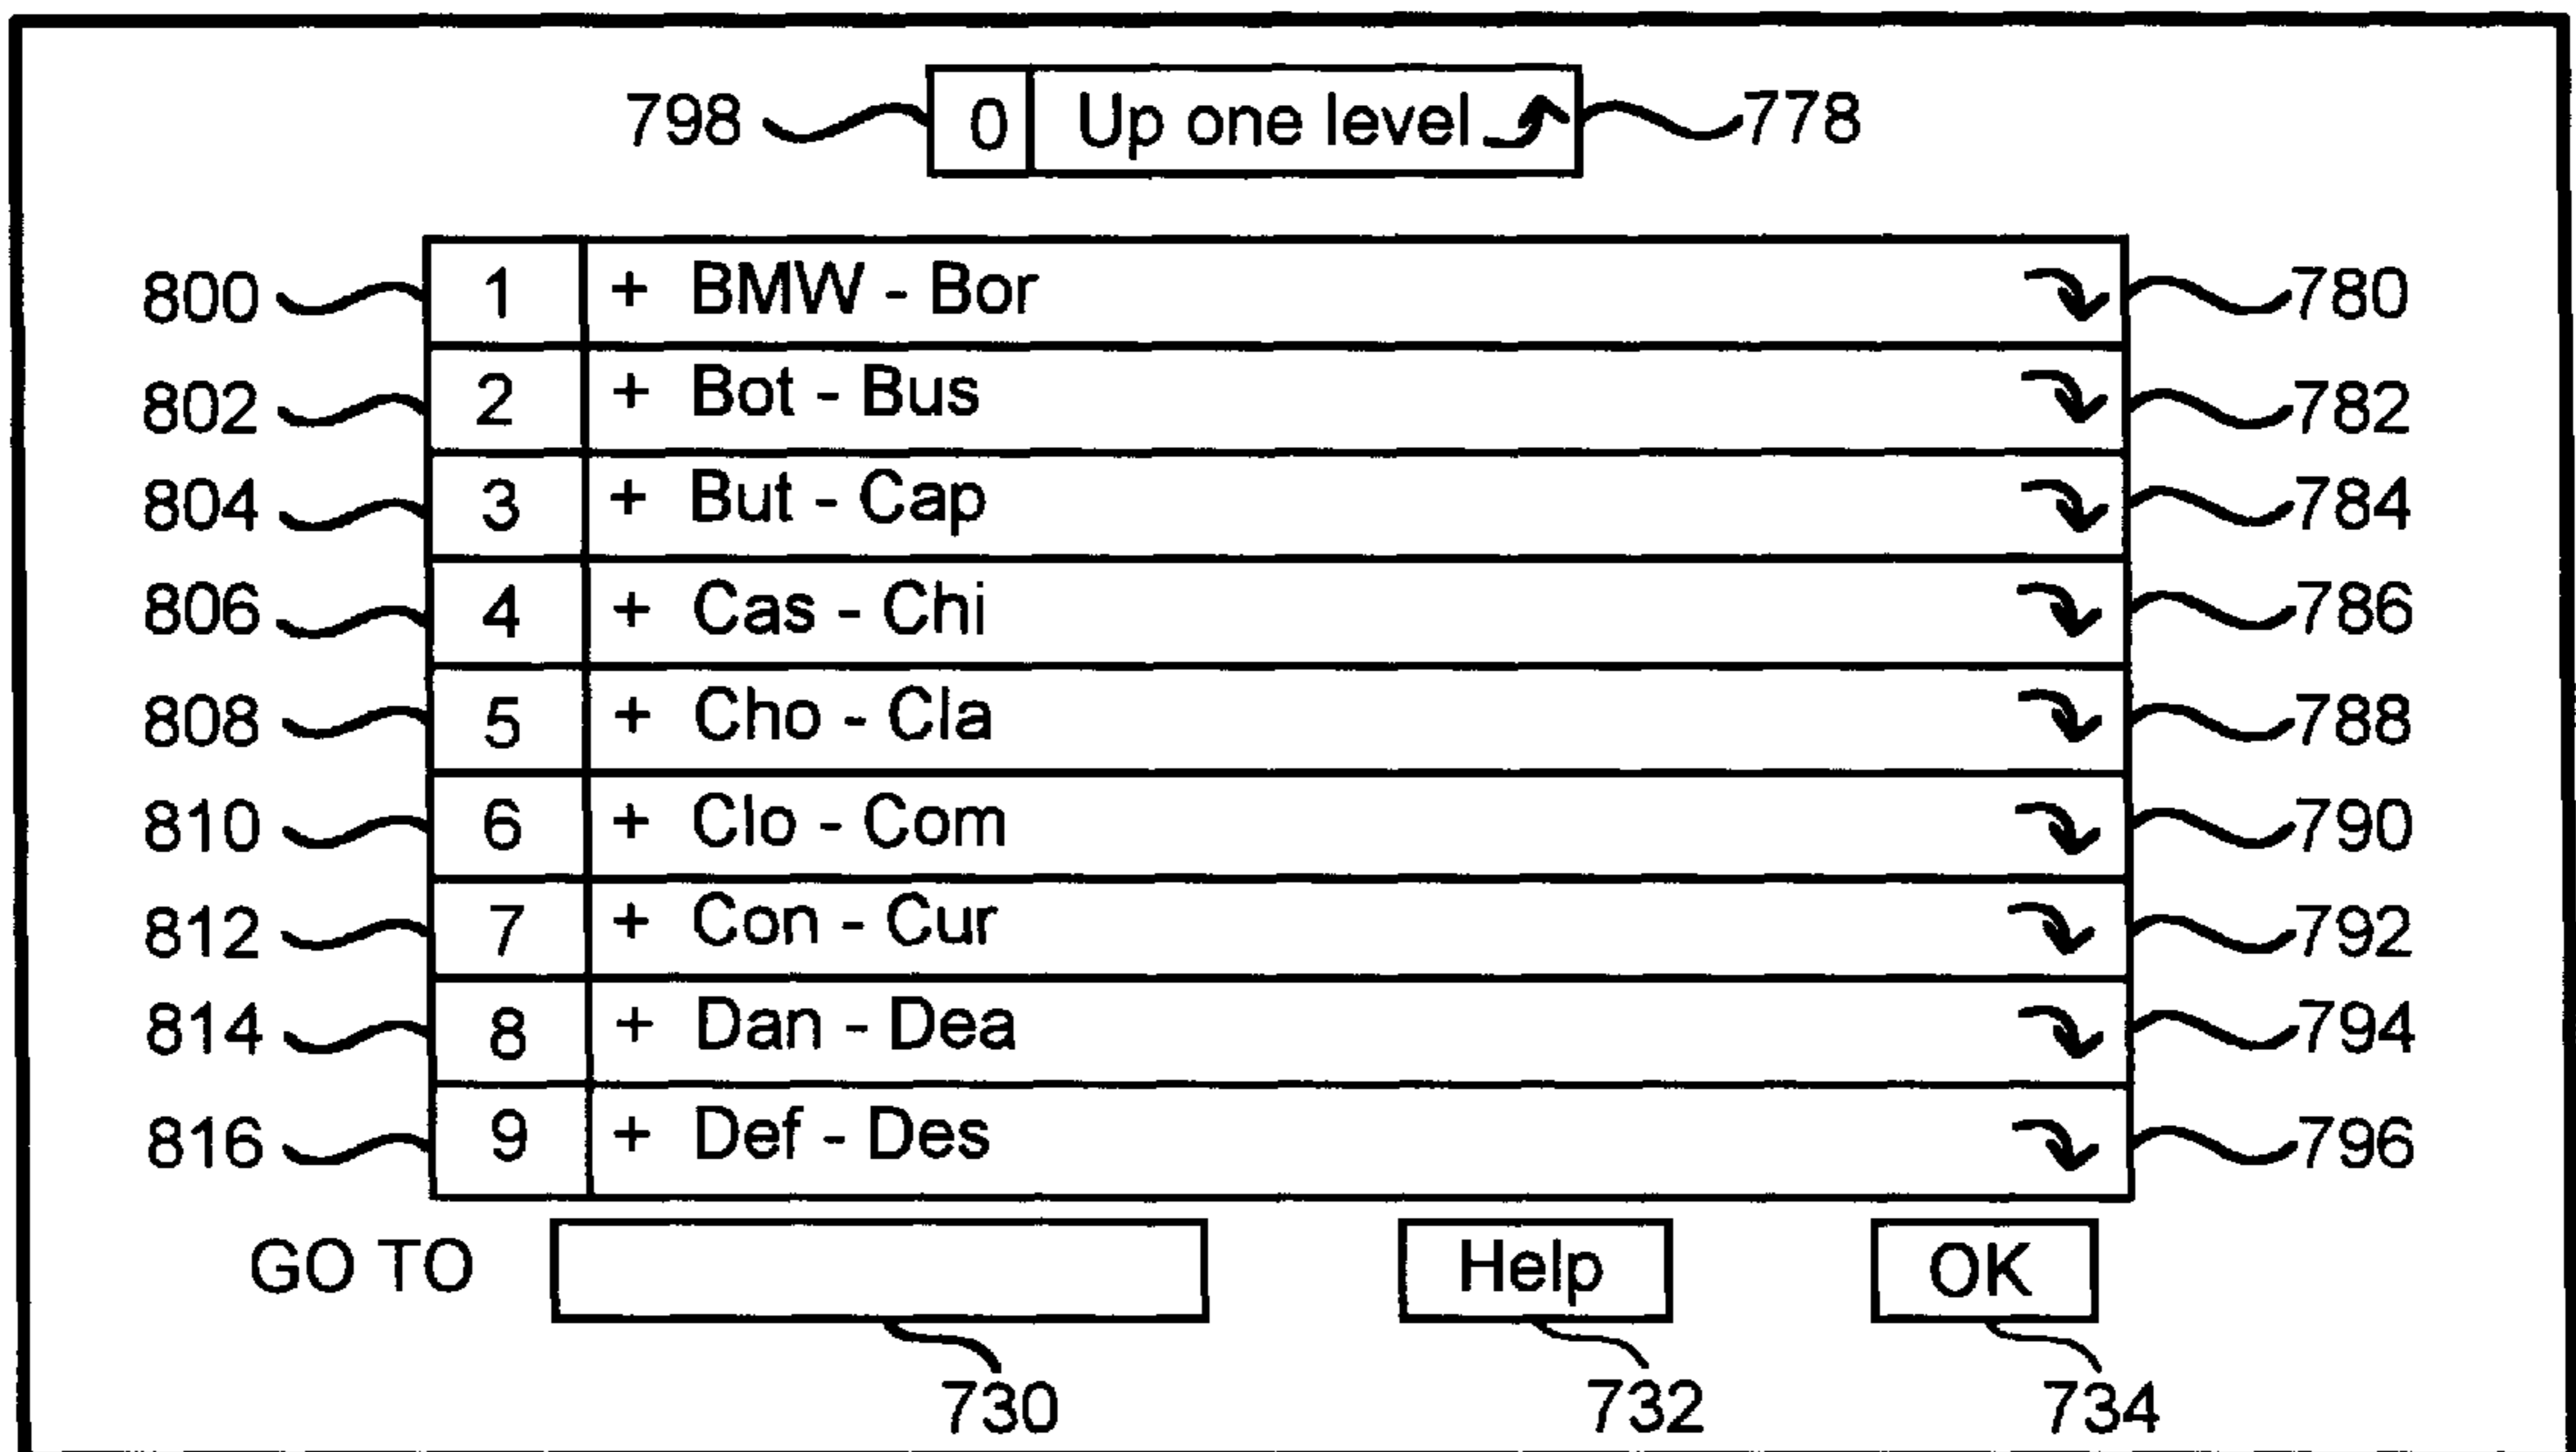 798 0 Up one level 778
800 1 + BMW - Bor 780
802 2 + Bot - Bus 782
804 3 + But - Cap 784
806 4 + Cas - Chi 786
808 5 + Cho - Cla 788
810 6 + Clo - Com 790
812 7 + Con - Cur 792
814 8 + Dan - Dea 794
816 9 + Def - Des 796
GO TO Help OK
730 732 734